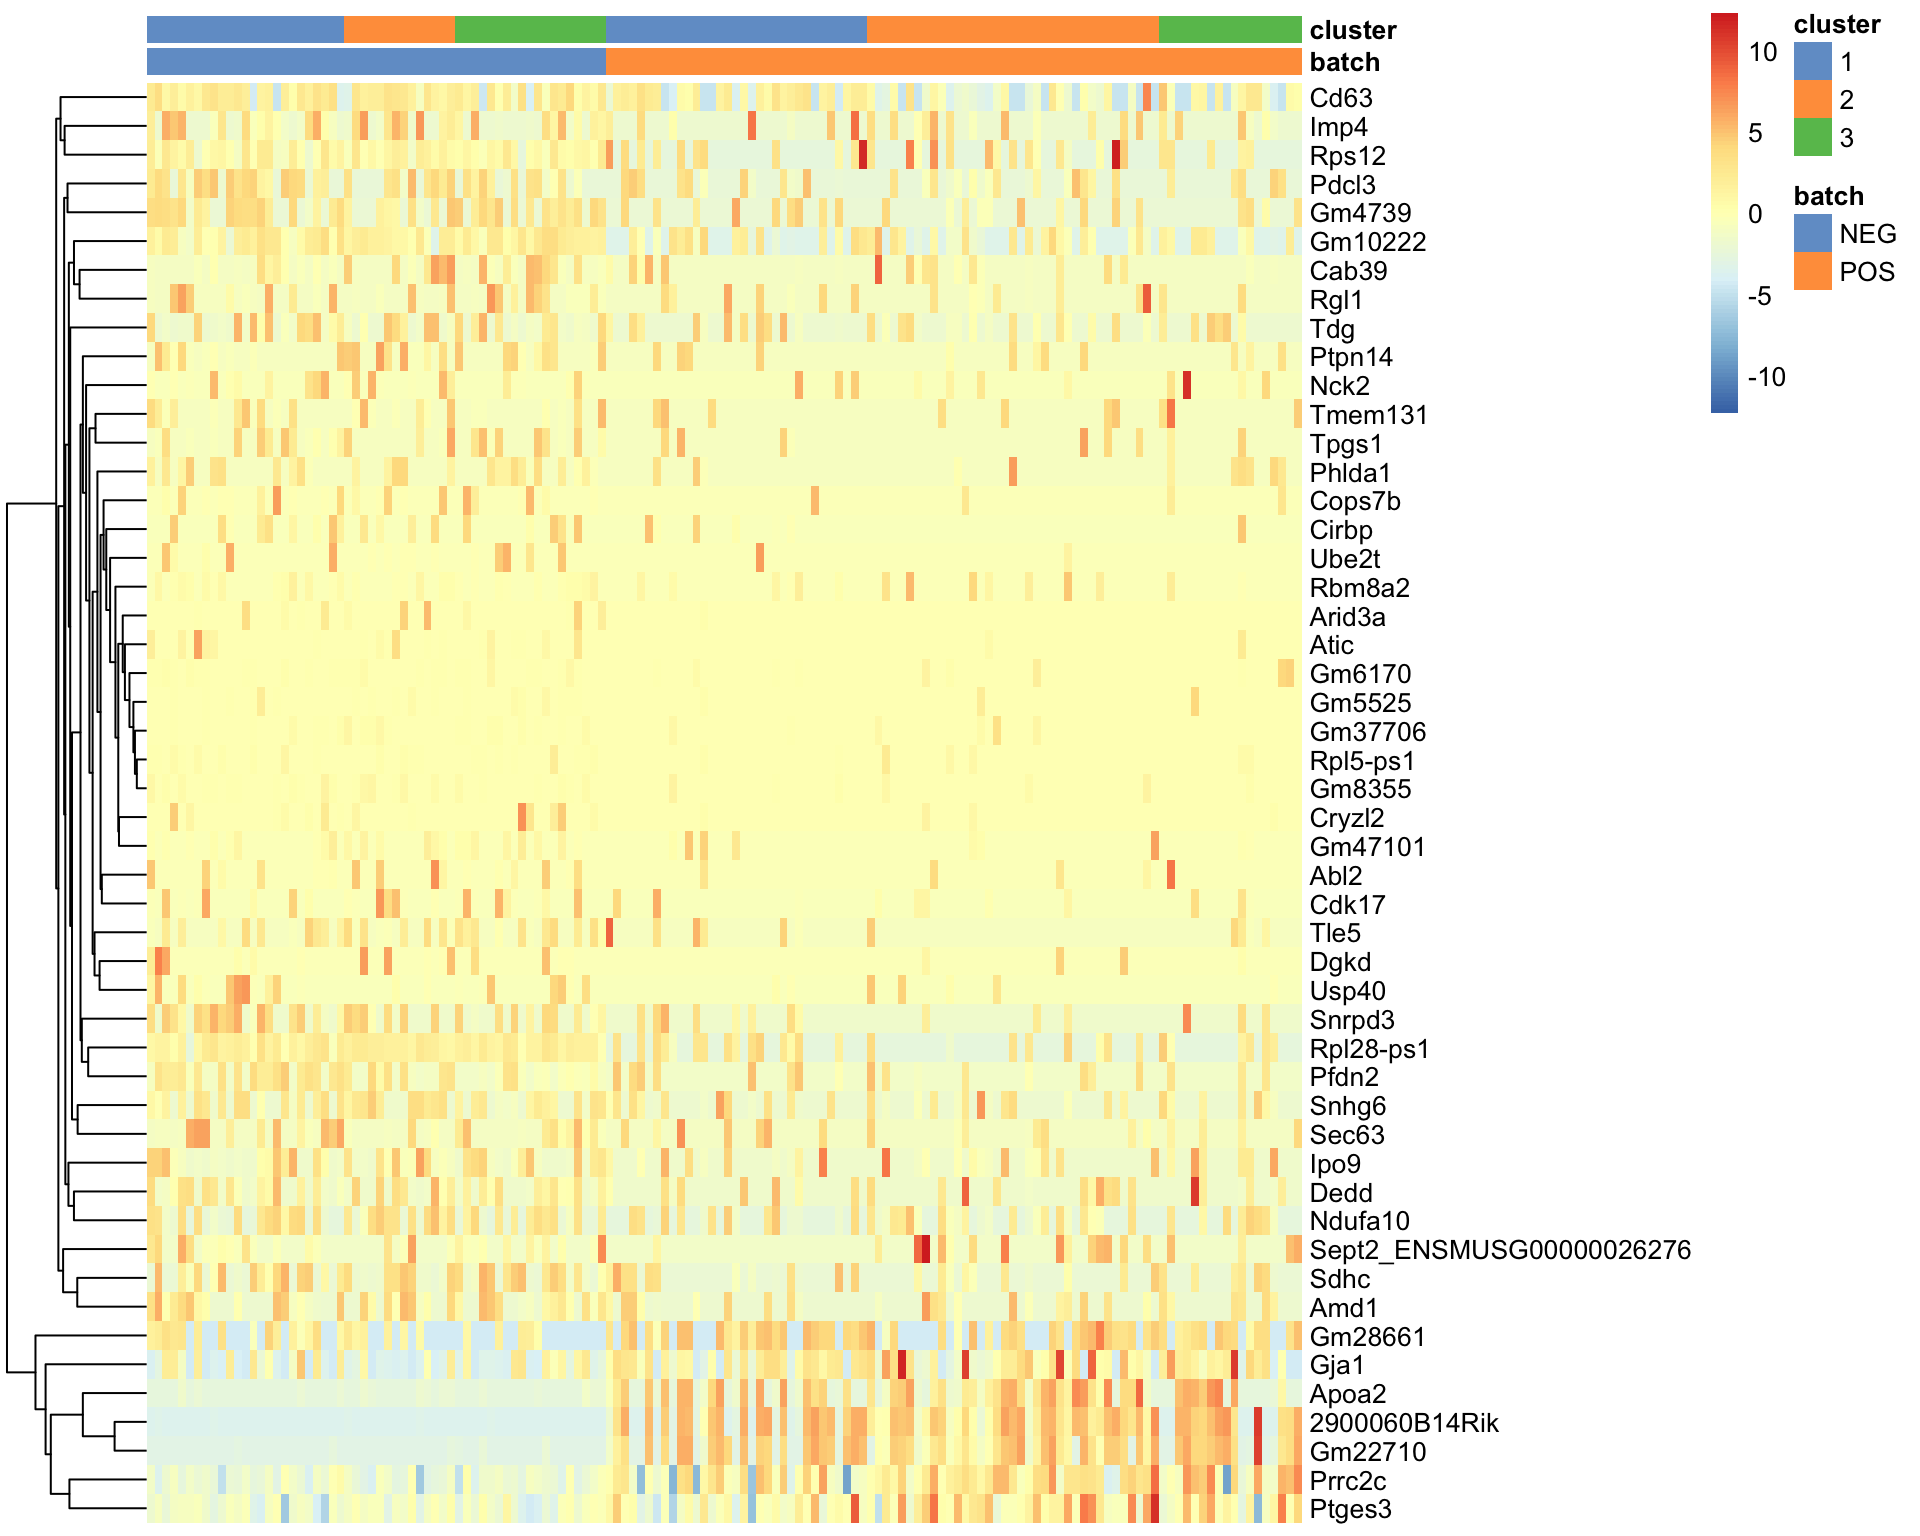 cluster
batch
Cd63
Imp4
Rps12
Pdcl3
Gm4739
Gm10222
Cab39
Rgl1
Tdg
Ptpn14
Nck2
Tmem131
Tpgs1
Phlda1
Cops7b
Cirbp
Ube2t
Rbm8a2
Arid3a
Atic
Gm6170
Gm5525
Gm37706
Rpl5-ps1
Gm8355
Cryzl2
Gm47101
Abl2
Cdk17
Tle5
Dgkd
Usp40
Snrpd3
Rpl28-ps1
Pfdn2
Snhg6
Sec63
Ipo9
Dedd
Ndufa10
Sept2_ENSMUSG00000026276
Sdhc
Amd1
Gm28661
Gja1
Apoa2
2900060B14Rik
Gm22710
Prrc2c
Ptges3
10
5
0
-5
-10
cluster
1
2
3
batch
NEG
POS